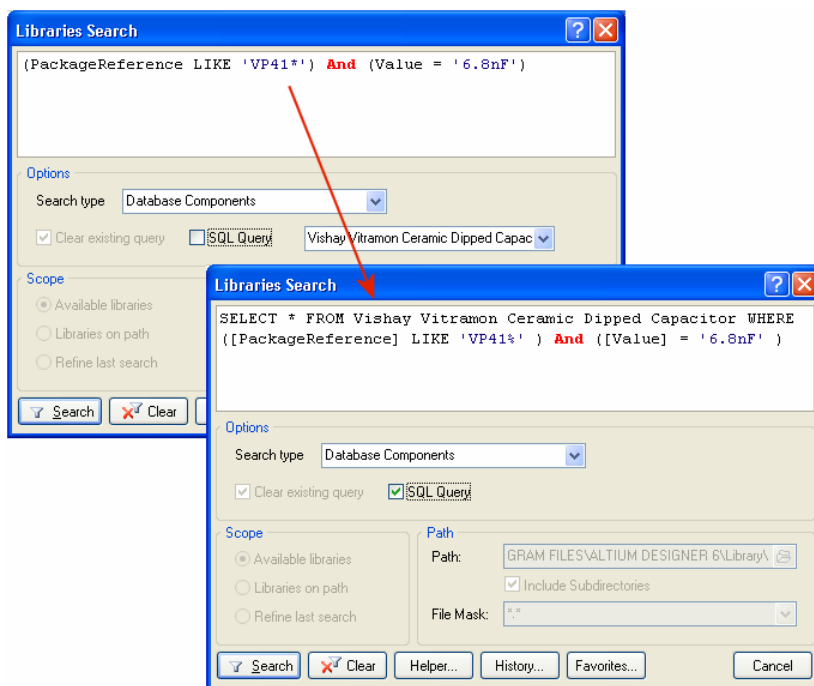 Libraries Search
(PackageReference LIKE 'VP41*') And (Value = '6.8nF')
Options
Search type Database Components
Clear existing query SQL Query Vishay Vitramon Ceramic Dipped Capac
Scope
Available libraries
Libraries on path
Refine last search
Search Clear
Libraries Search
SELECT * FROM Vishay Vitramon Ceramic Dipped Capacitor WHERE
([PackageReference] LIKE 'VP41%' ) And ([Value] = '6.8nF' )
Options
Search type Database Components
Clear existing query SQL Query
Scope Path
Available libraries Path: GRAM FILES\ALTIUM DESIGNER 6\Library\
Libraries on path Include Subdirectories
Refine last search File Mask: *.*
Search Clear Helper... History... Favorites... Cancel